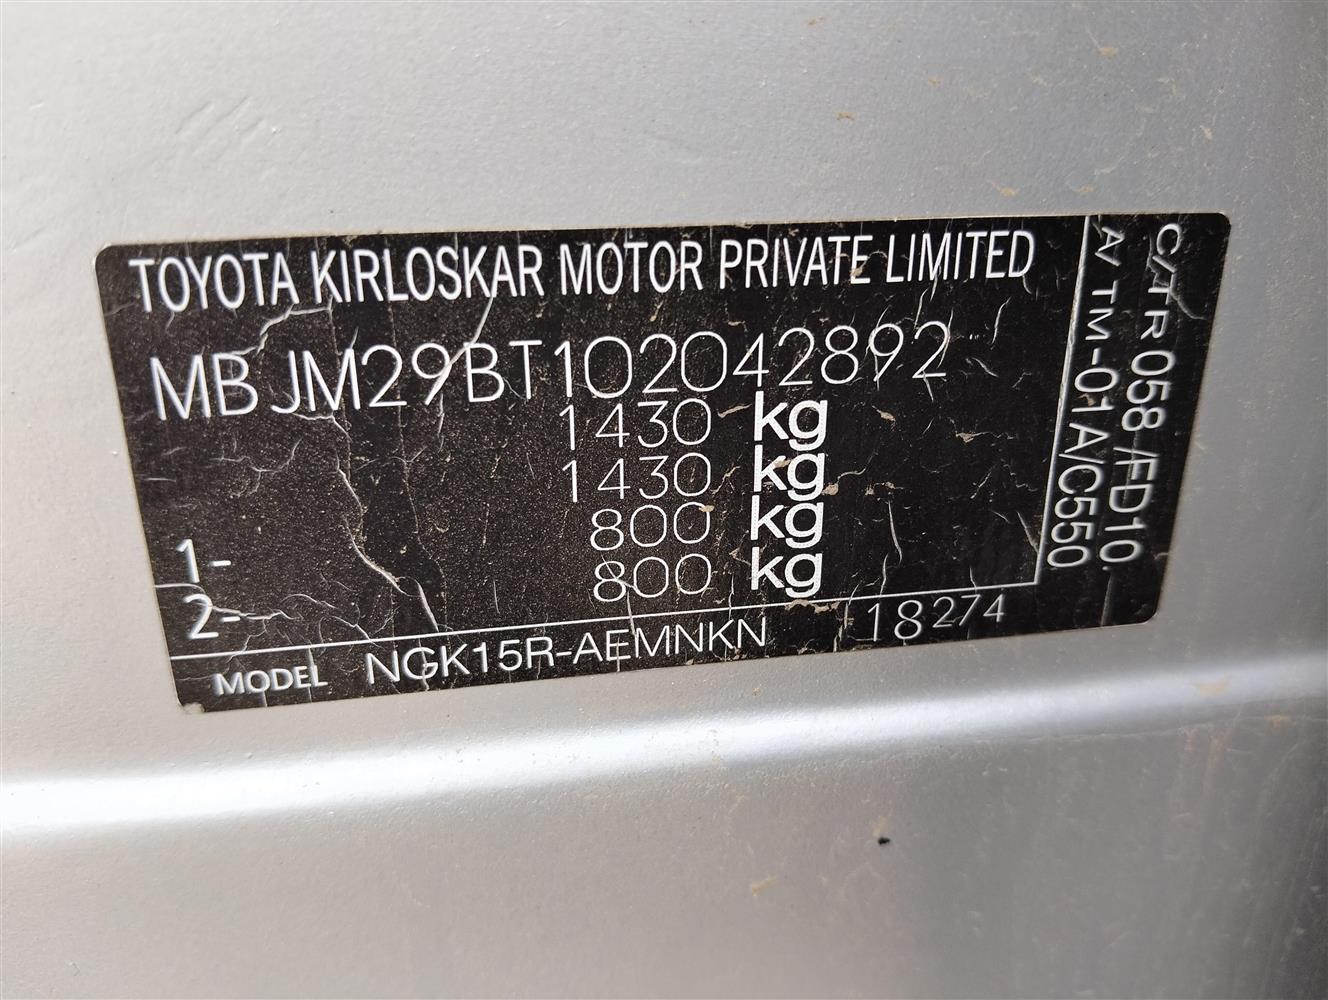 TOYOTA KIRLOSKAR MOTOR PRIVATE LIMITED
MBJM29BT102042892
1430 kg
1430 kg
1- 800 kg
2- 800 kg
MODEL NGK15R-AEMNKN 18274
C/TR 058/FD10.
A/TM-01A/C550